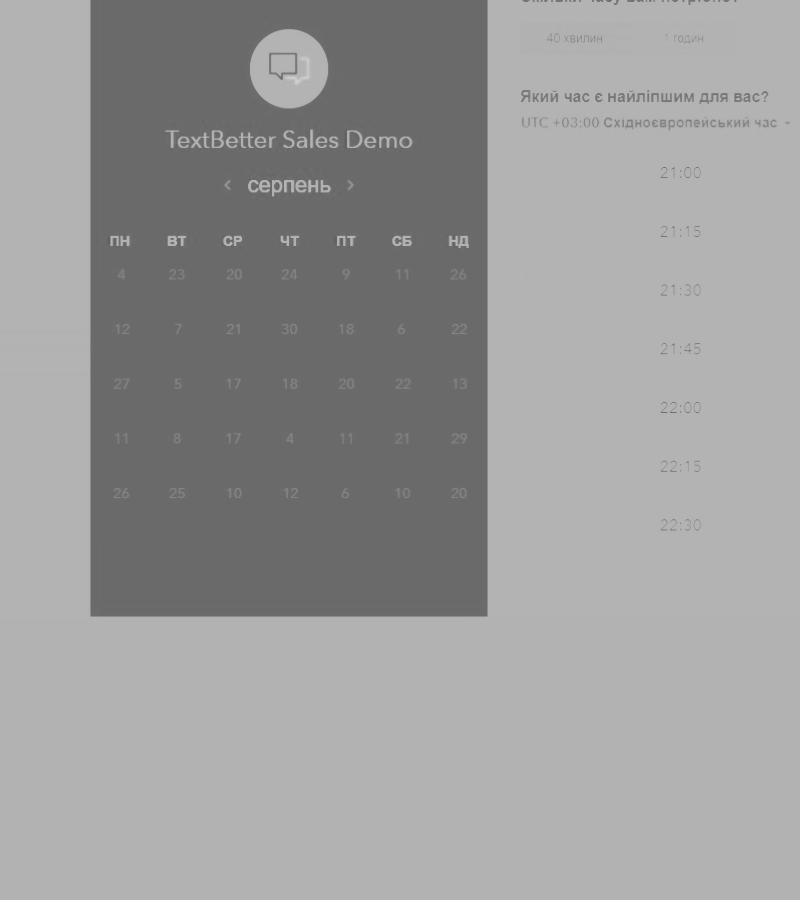 TextBetter Sales Demo
серпень
ПН ВТ СР ЧТ ПТ СБ НД
4 23 20 24 9 11 26
12 7 21 30 18 6 22
27 5 17 18 20 22 13
11 8 17 4 11 21 29
26 25 10 12 6 10 20
40 хвилин 1 годин
Який час є найліпшим для вас?
UTC +03:00 Східноєвропейський час
21:00
21:15
21:30
21:45
22:00
22:15
22:30